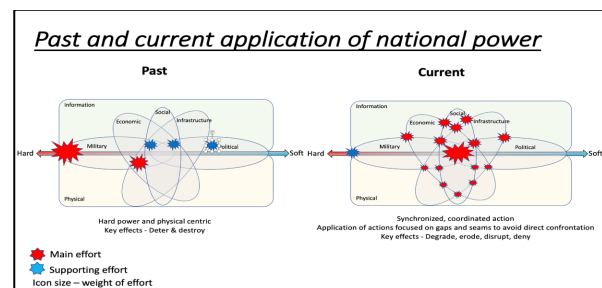 Past and current application of national power
Past
Information
Economic
Social
Infrastructure
Hard
Military
Political
Soft
Physical
Hard power and physical centric
Key effects - Deter & destroy
Current
Information
Economic
Social
Infrastructure
Hard
Military
Political
Soft
Physical
Synchronized, coordinated action
Application of actions focused on gaps and seams to avoid direct confrontation
Key effects - Degrade, erode, disrupt, deny
Main effort
Supporting effort
Icon size – weight of effort